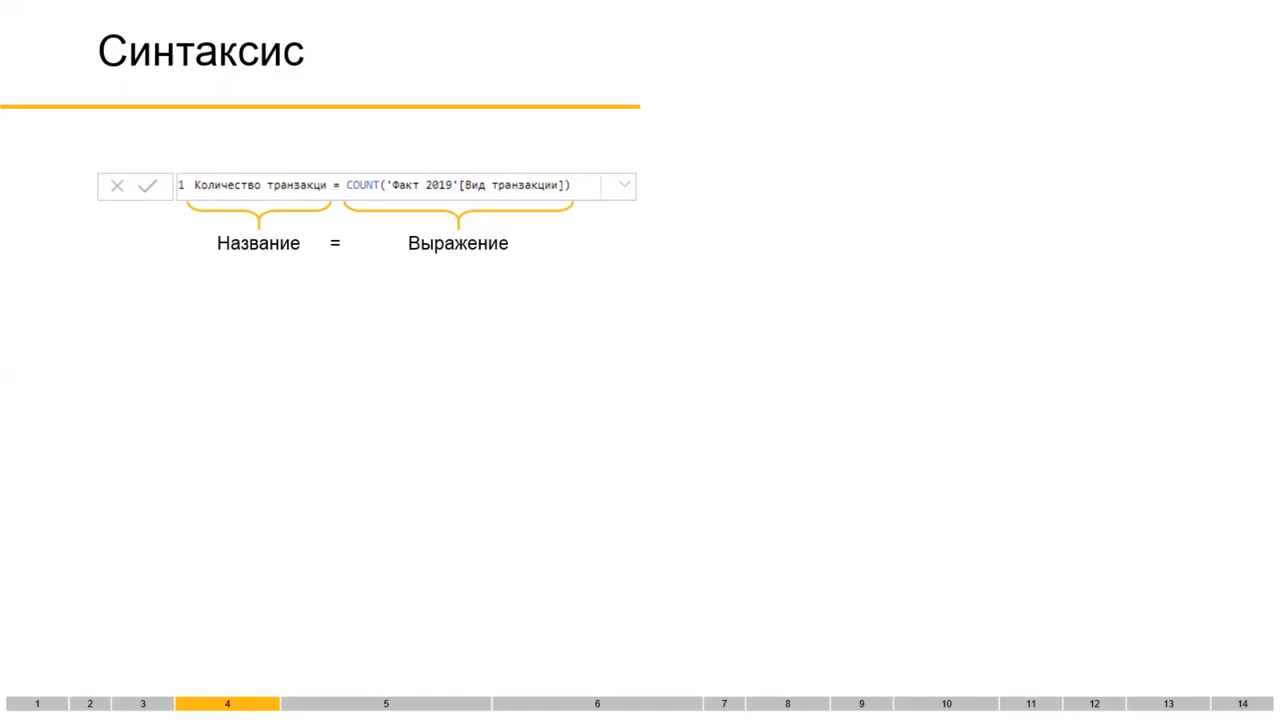 Синтаксис
1 Количество транзакци = COUNT('Факт 2019'[Вид транзакции])
Название = Выражение
1 2 3 4 5 6 7 8 9 10 11 12 13 14